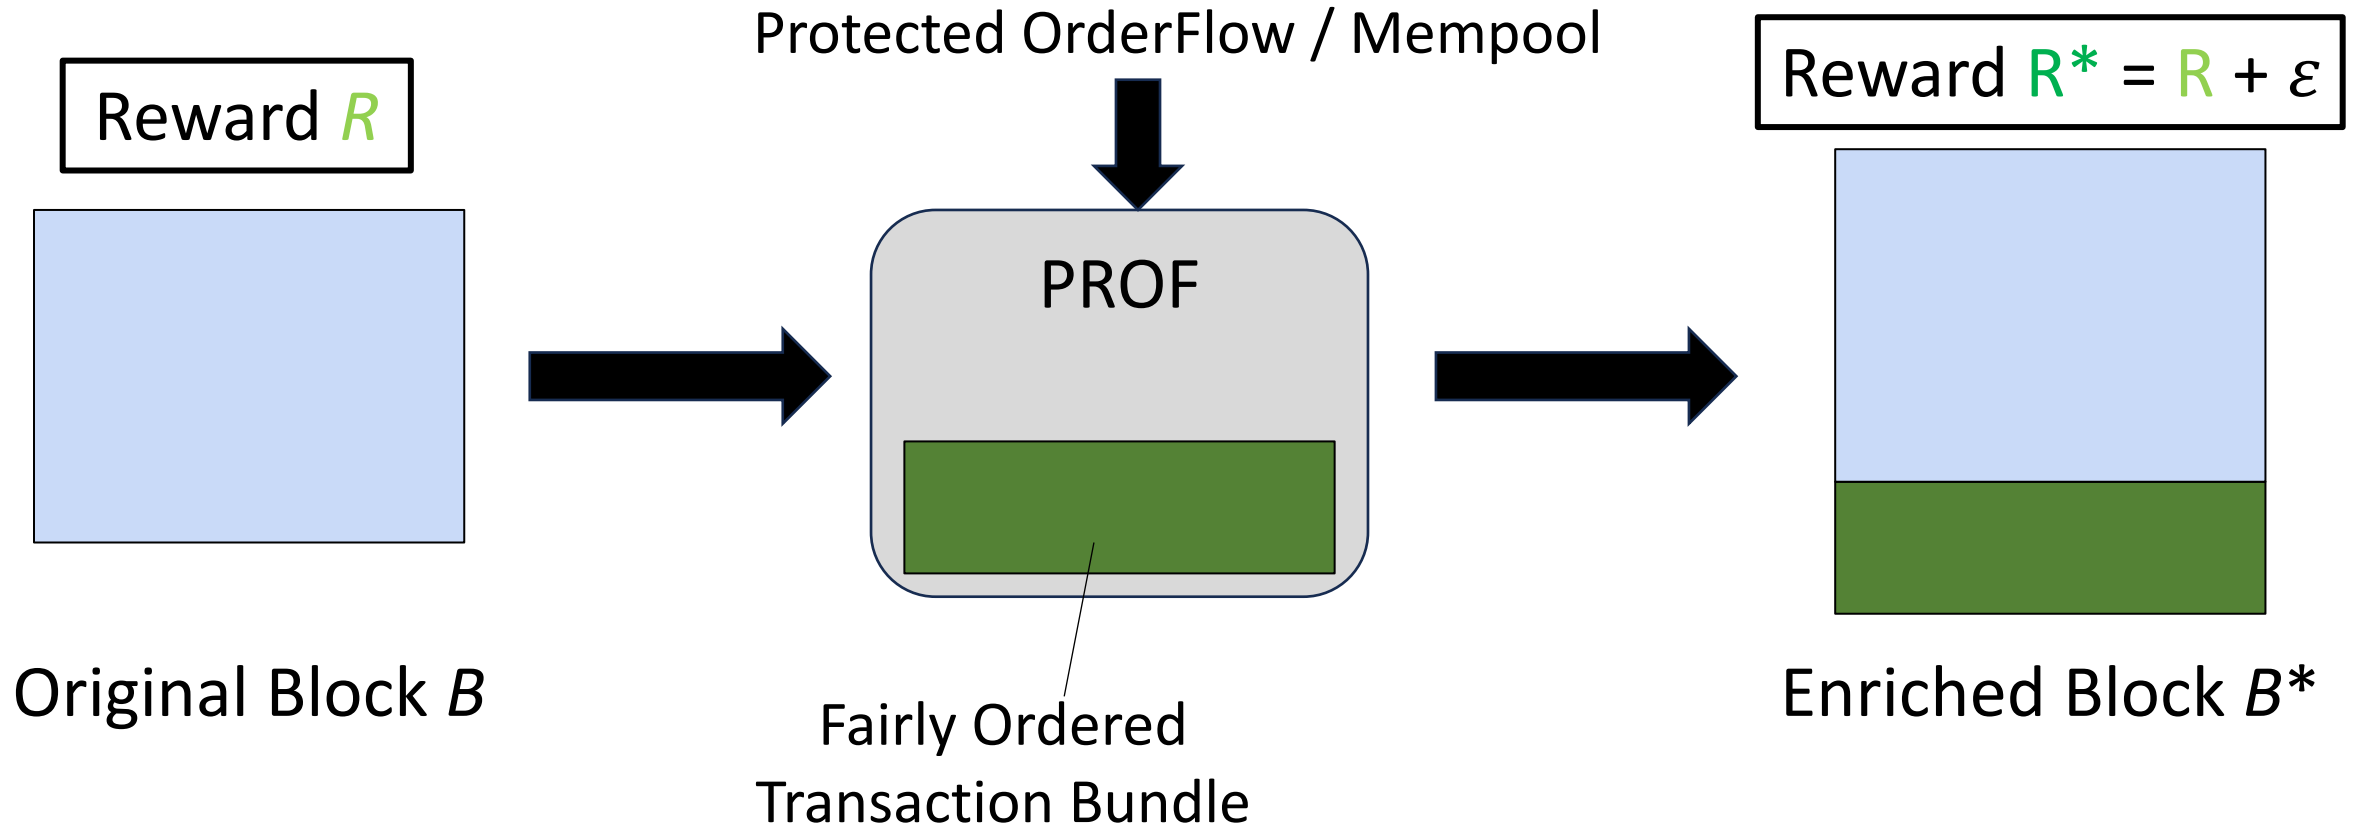 Protected OrderFlow / Mempool
Reward R
Reward R* = R + ε
PROF
Original Block B
Fairly Ordered
Transaction Bundle
Enriched Block B*